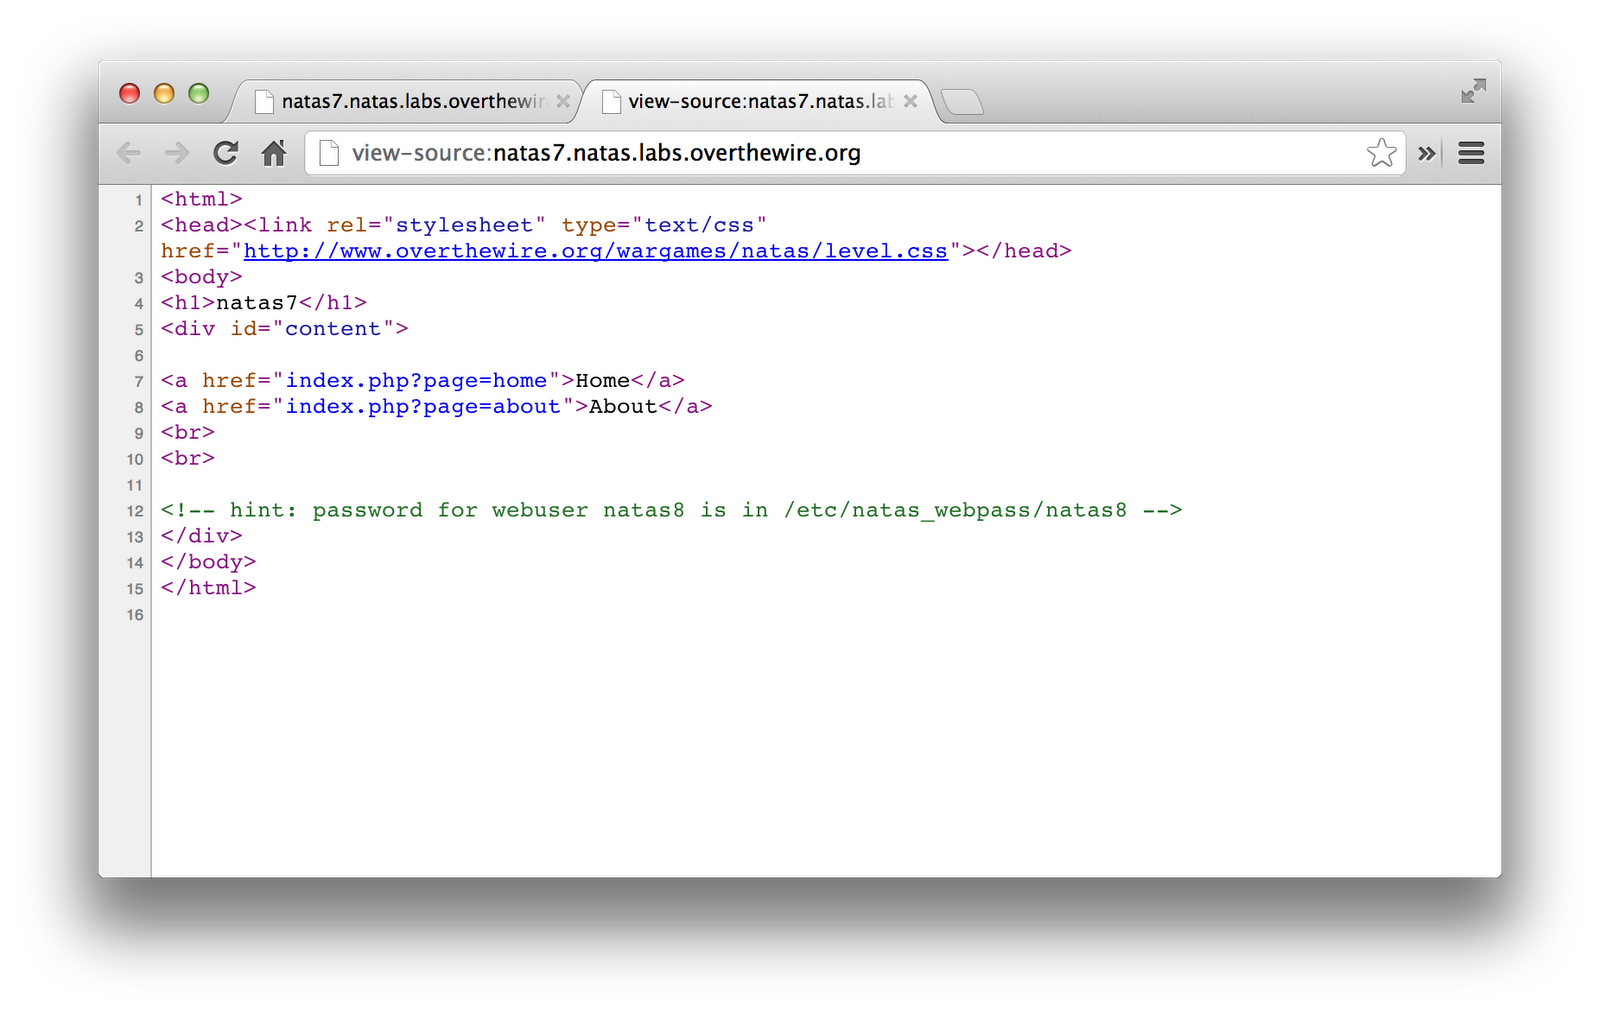 natas7.natas.labs.overthewir
view-source:natas7.natas.lab
view-source:natas7.natas.labs.overthewire.org
1 <html>
2 <head><link rel="stylesheet" type="text/css"
href="http://www.overthewire.org/wargames/natas/level.css"></head>
3 <body>
4 <h1>natas7</h1>
5 <div id="content">
6
7 <a href="index.php?page=home">Home</a>
8 <a href="index.php?page=about">About</a>
9 <br>
10 <br>
11
12 <!-- hint: password for webuser natas8 is in /etc/natas_webpass/natas8 -->
13 </div>
14 </body>
15 </html>
16